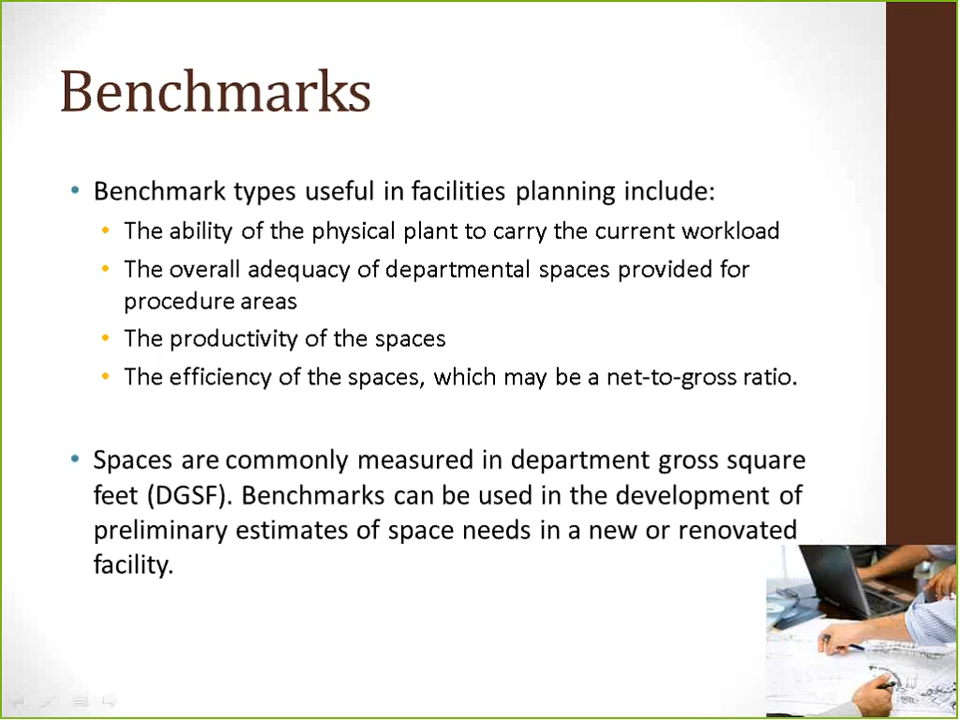 Benchmarks
• Benchmark types useful in facilities planning include:
• The ability of the physical plant to carry the current workload
• The overall adequacy of departmental spaces provided for
procedure areas
• The productivity of the spaces
• The efficiency of the spaces, which may be a net-to-gross ratio.
• Spaces are commonly measured in department gross square
feet (DGSF). Benchmarks can be used in the development of
preliminary estimates of space needs in a new or renovated
facility.